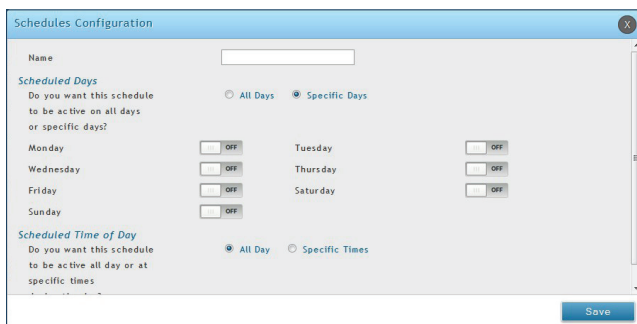 Schedules Configuration
X
Name
Scheduled Days
Do you want this schedule All Days Specific Days
to be active on all days
or specific days?
Monday OFF Tuesday OFF
Wednesday OFF Thursday OFF
Friday OFF Saturday OFF
Sunday OFF
Scheduled Time of Day
Do you want this schedule All Day Specific Times
to be active all day or at
specific times
Save